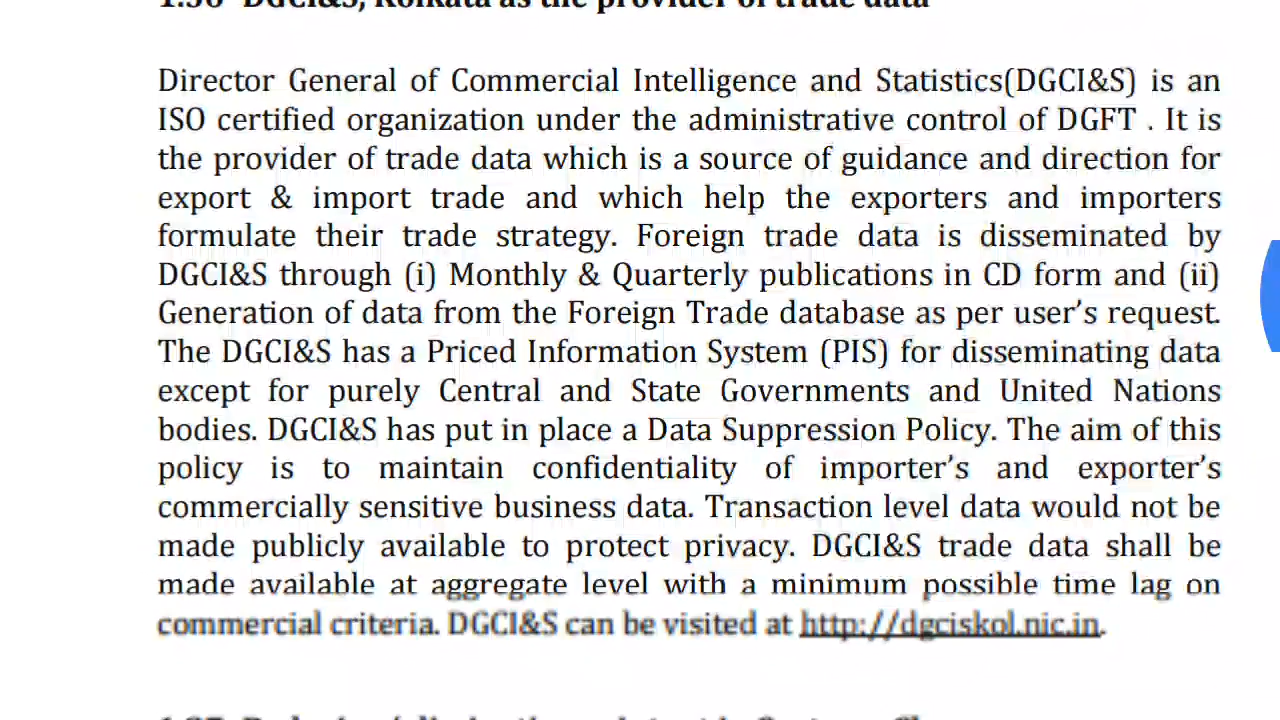 DGCI&S, Kolkata as the provider of trade data
Director General of Commercial Intelligence and Statistics(DGCI&S) is an
ISO certified organization under the administrative control of DGFT . It is
the provider of trade data which is a source of guidance and direction for
export & import trade and which help the exporters and importers
formulate their trade strategy. Foreign trade data is disseminated by
DGCI&S through (i) Monthly & Quarterly publications in CD form and (ii)
Generation of data from the Foreign Trade database as per user’s request.
The DGCI&S has a Priced Information System (PIS) for disseminating data
except for purely Central and State Governments and United Nations
bodies. DGCI&S has put in place a Data Suppression Policy. The aim of this
policy is to maintain confidentiality of importer’s and exporter’s
commercially sensitive business data. Transaction level data would not be
made publicly available to protect privacy. DGCI&S trade data shall be
made available at aggregate level with a minimum possible time lag on
commercial criteria. DGCI&S can be visited at http://dgciskol.nic.in.